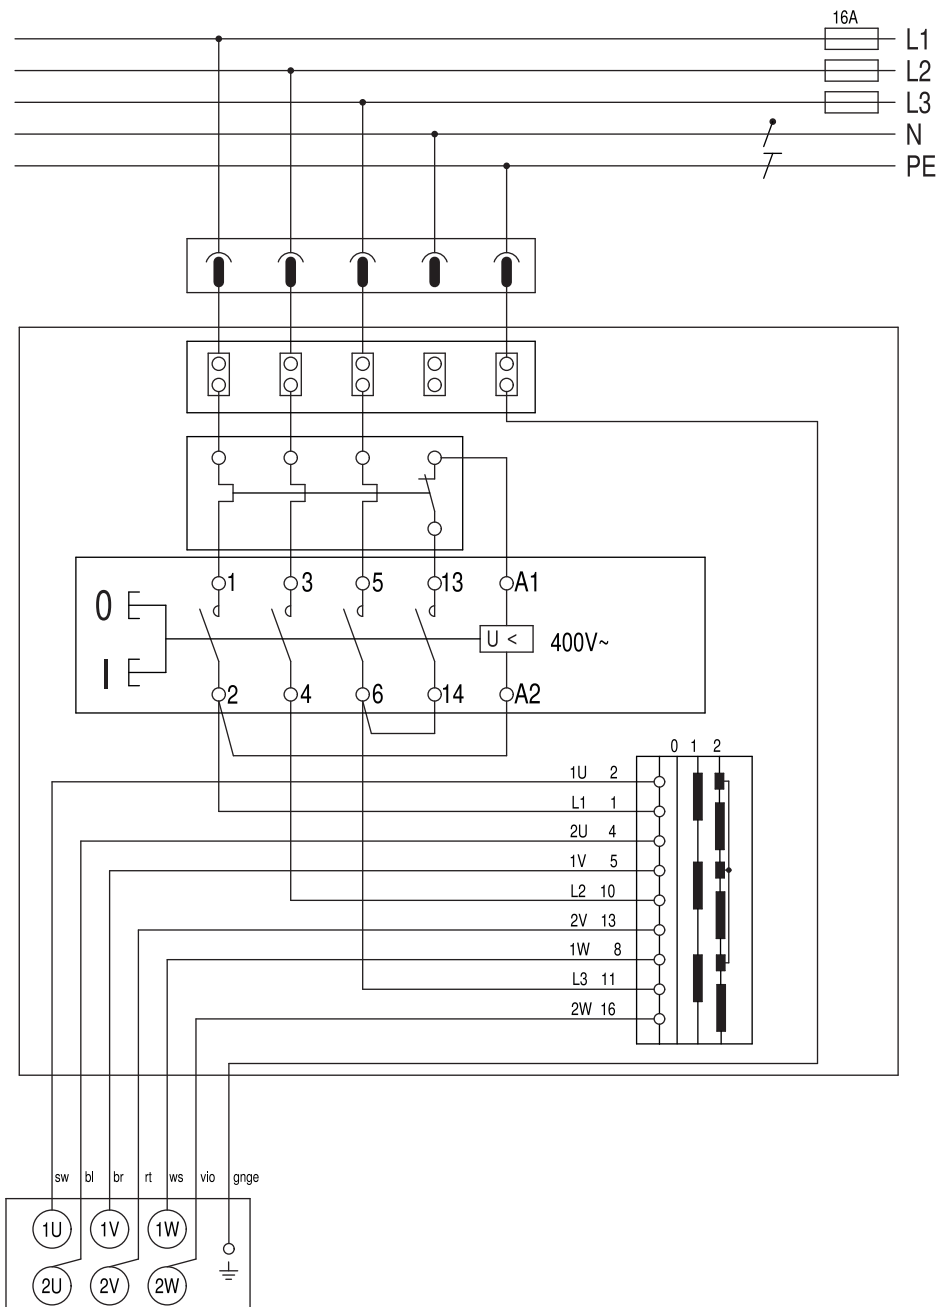 16A
L1
L2
L3
N
PE
1 3 5 13 A1
0
U < 400V~
I
2 4 6 14 A2
0 1 2
1U 2
L1 1
2U 4
1V 5
L2 10
2V 13
1W 8
L3 11
2W 16
sw bl br rt ws vio gnge
1U 1V 1W
2U 2V 2W